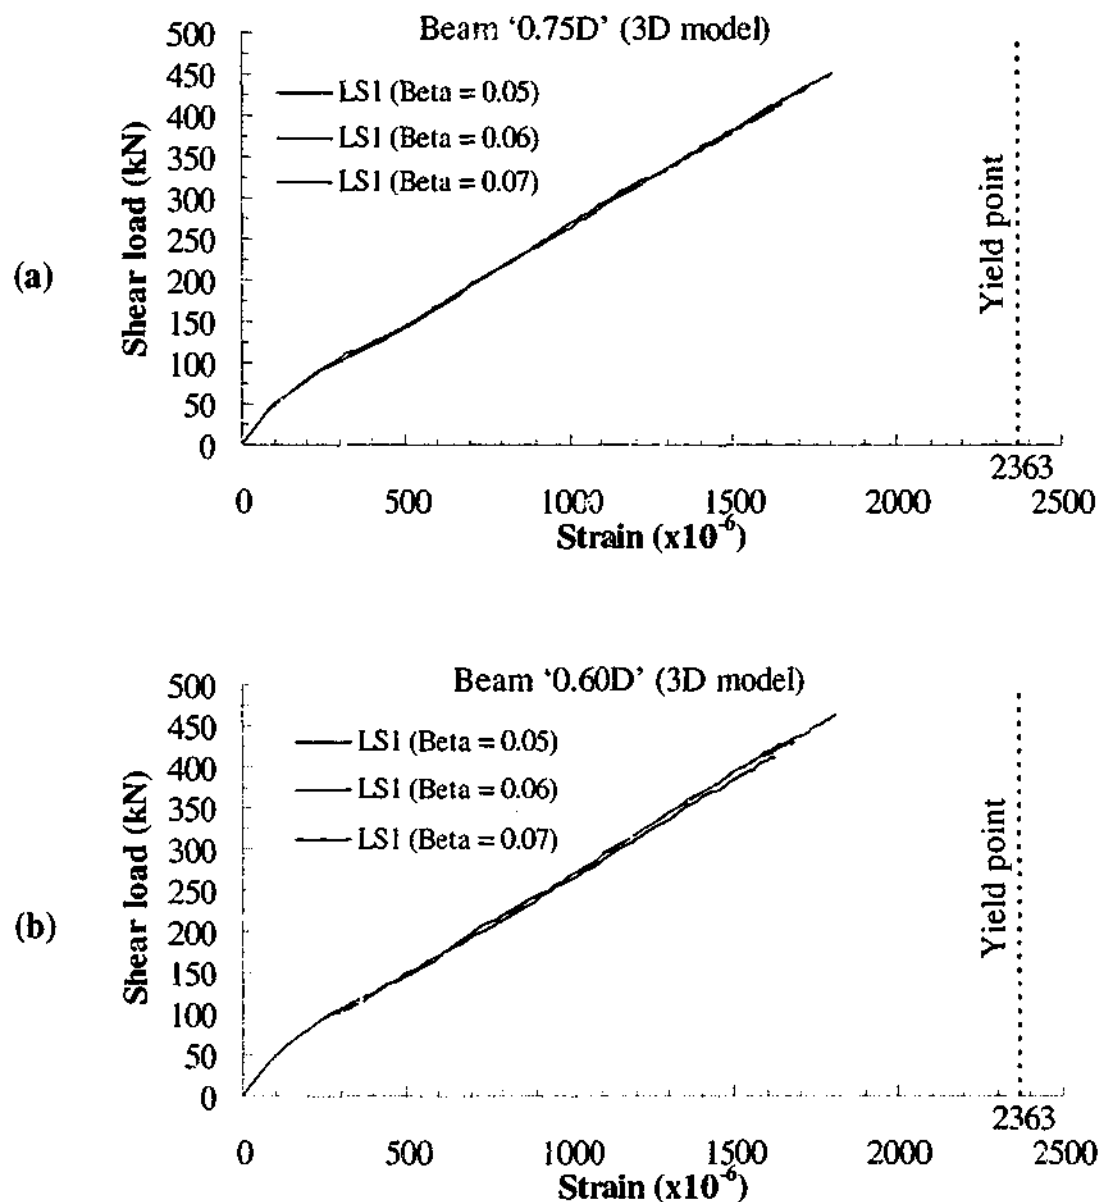 Beam ‘0.75D’ (3D model)
500
450
400
350
300
250
200
150
100
50
0
Shear load (kN)
LS1 (Beta = 0.05)
LS1 (Beta = 0.06)
LS1 (Beta = 0.07)
Yield point
(a)
2363
0 500 1000 1500 2000 2500
Strain (x10⁻⁶)
Beam ‘0.60D’ (3D model)
500
450
400
350
300
250
200
150
100
50
0
Shear load (kN)
LS1 (Beta = 0.05)
LS1 (Beta = 0.06)
LS1 (Beta = 0.07)
Yield point
(b)
2363
0 500 1000 1500 2000 2500
Strain (x10⁻⁶)